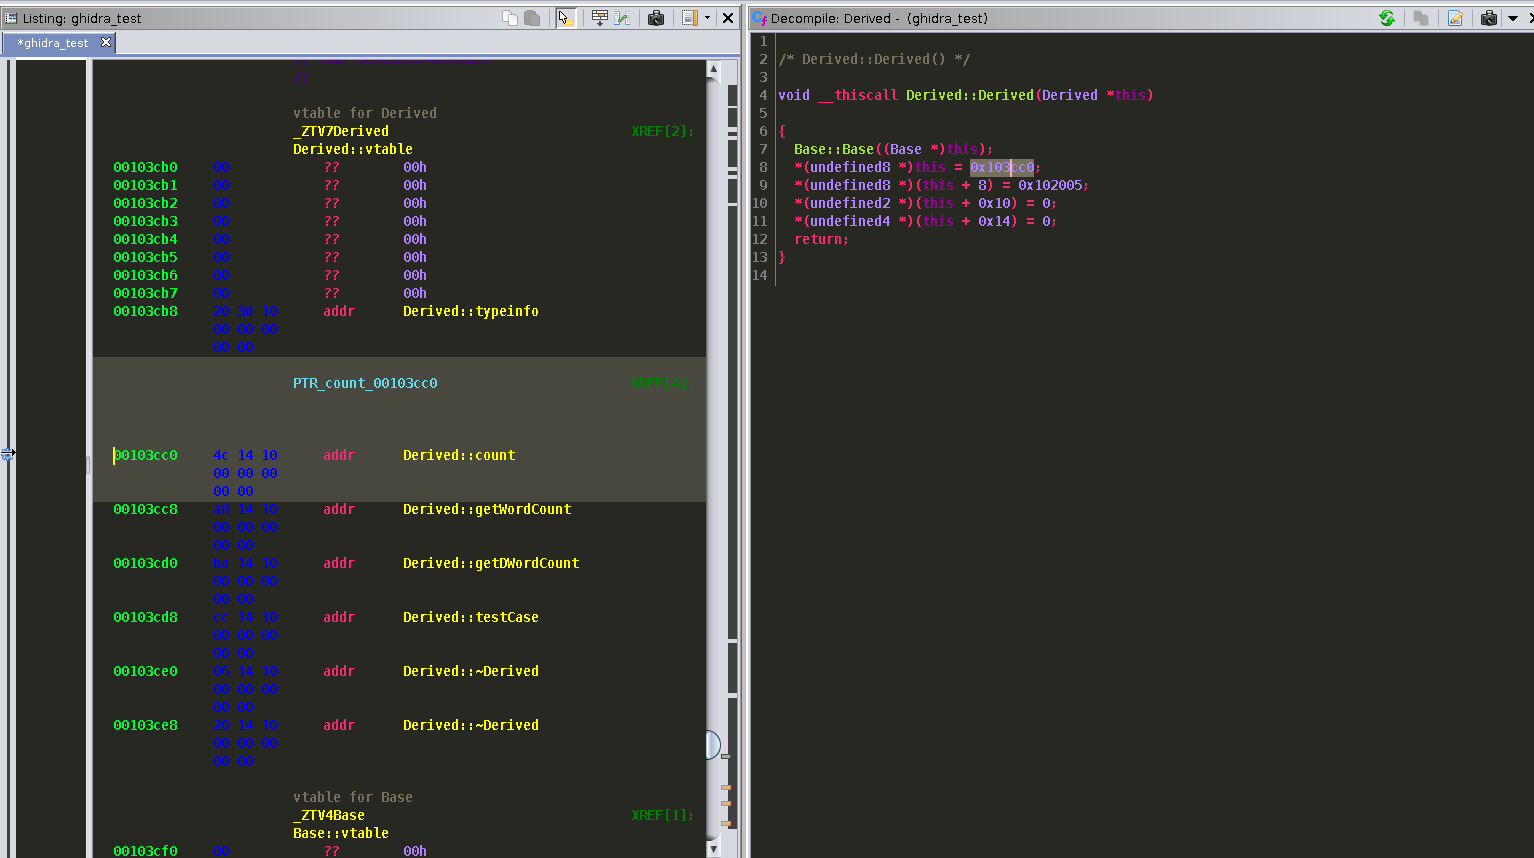 Listing: ghidra_test
*ghidra_test
//
vtable for Derived
_ZTV7Derived XREF[2]:
Derived::vtable
00103cb0 00 ?? 00h
00103cb1 00 ?? 00h
00103cb2 00 ?? 00h
00103cb3 00 ?? 00h
00103cb4 00 ?? 00h
00103cb5 00 ?? 00h
00103cb6 00 ?? 00h
00103cb7 00 ?? 00h
00103cb8 20 3d 10 addr Derived::typeinfo
00 00 00
00 00
PTR_count_00103cc0 XREF[4]:
00103cc0 4c 14 10 addr Derived::count
00 00 00
00 00
00103cc8 a8 14 10 addr Derived::getWordCount
00 00 00
00 00
00103cd0 ba 14 10 addr Derived::getDWordCount
00 00 00
00 00
00103cd8 cc 14 10 addr Derived::testCase
00 00 00
00 00
00103ce0 06 14 10 addr Derived::~Derived
00 00 00
00 00
00103ce8 20 14 10 addr Derived::~Derived
00 00 00
00 00
vtable for Base
_ZTV4Base XREF[1]:
Base::vtable
00103cf0 00 ?? 00h
Decompile: Derived - (ghidra_test)
1
2 /* Derived::Derived() */
3
4 void __thiscall Derived::Derived(Derived *this)
5
6 {
7 Base::Base((Base *)this);
8 *(undefined8 *)this = 0x103cc0;
9 *(undefined8 *)(this + 8) = 0x102005;
10 *(undefined2 *)(this + 0x10) = 0;
11 *(undefined4 *)(this + 0x14) = 0;
12 return;
13 }
14